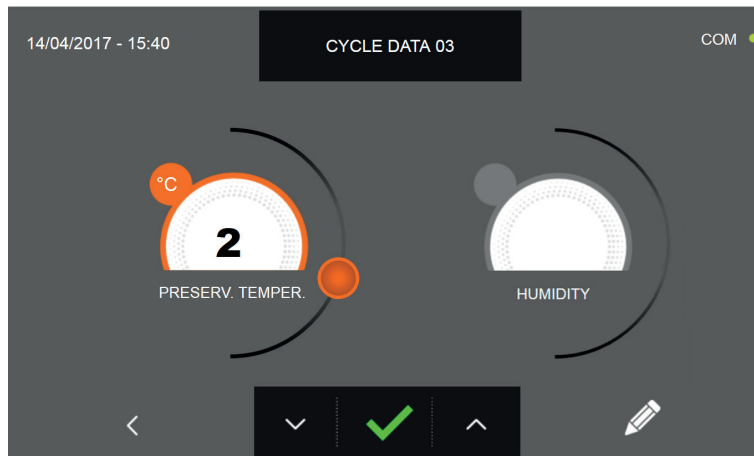 14/04/2017 - 15:40
CYCLE DATA 03
COM
°C
2
PRESERV. TEMPER.
HUMIDITY